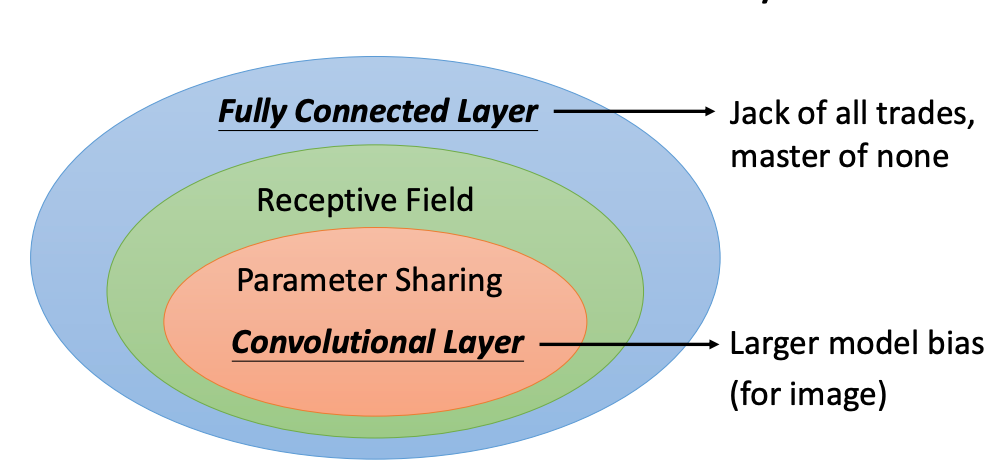 Fully Connected Layer
Jack of all trades,
master of none
Receptive Field
Parameter Sharing
Convolutional Layer
Larger model bias
(for image)